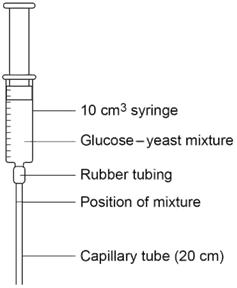 10 cm³ syringe
Glucose – yeast mixture
Rubber tubing
Position of mixture
Capillary tube (20 cm)